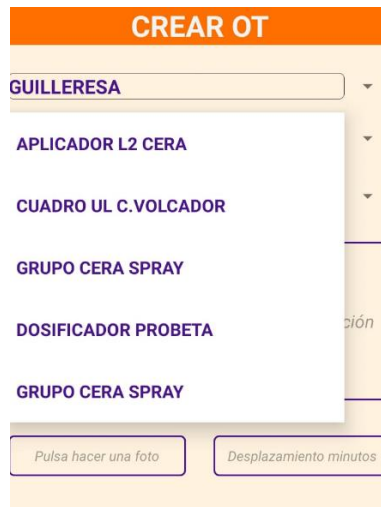 CREAR OT
GUILLERESA
APLICADOR L2 CERA
CUADRO UL C.VOLCADOR
GRUPO CERA SPRAY
DOSIFICADOR PROBETA
ción
GRUPO CERA SPRAY
Pulsa hacer una foto
Desplazamiento minutos